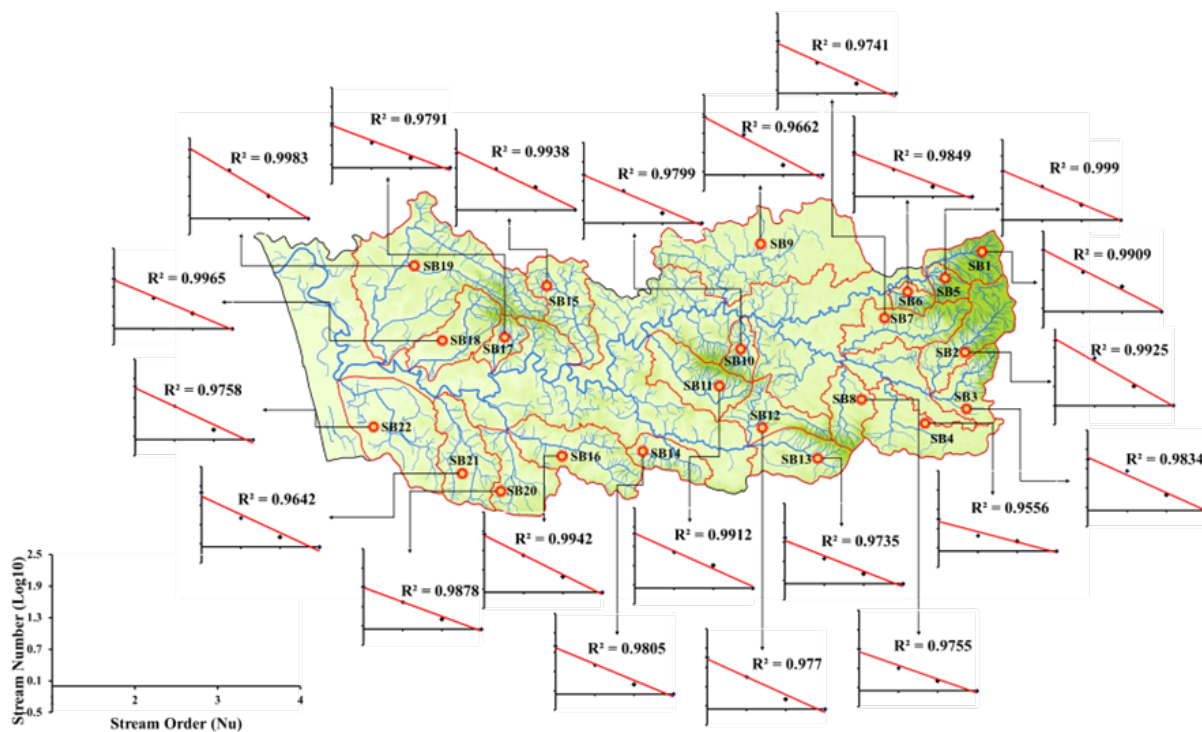 R² = 0.9741
R² = 0.9791
R² = 0.9662
R² = 0.9983
R² = 0.9938
R² = 0.9799
R² = 0.9849
R² = 0.999
R² = 0.9909
R² = 0.9965
SB9
SB1
SB19
SB5
SB15
SB6
SB7
SB18
SB17
SB10
SB2
R² = 0.9925
SB11
R² = 0.9758
SB8
SB3
SB22
SB12
SB4
SB16
SB14
SB13
SB21
SB20
R² = 0.9834
R² = 0.9642
R² = 0.9556
R² = 0.9942
R² = 0.9912
R² = 0.9735
R² = 0.9878
R² = 0.9805
R² = 0.977
R² = 0.9755
Stream Number (Log10)
2.5
1.9
1.3
0.7
0.1
-0.5
2
3
4
Stream Order (Nu)